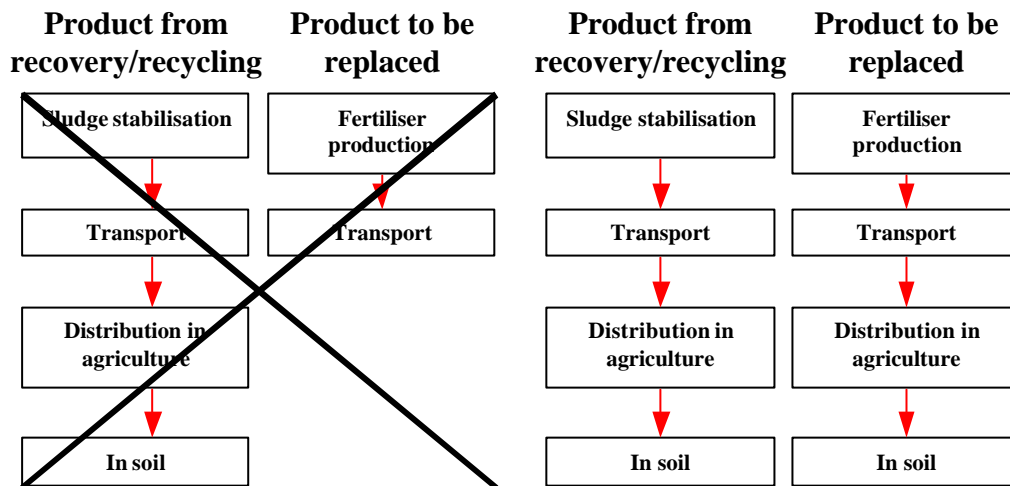 Product from
recovery/recycling
Product to be
replaced
Sludge stabilisation
Fertiliser
production
Transport
Transport
Distribution in
agriculture
In soil
Product from
recovery/recycling
Product to be
replaced
Sludge stabilisation
Fertiliser
production
Transport
Transport
Distribution in
agriculture
Distribution in
agriculture
In soil
In soil